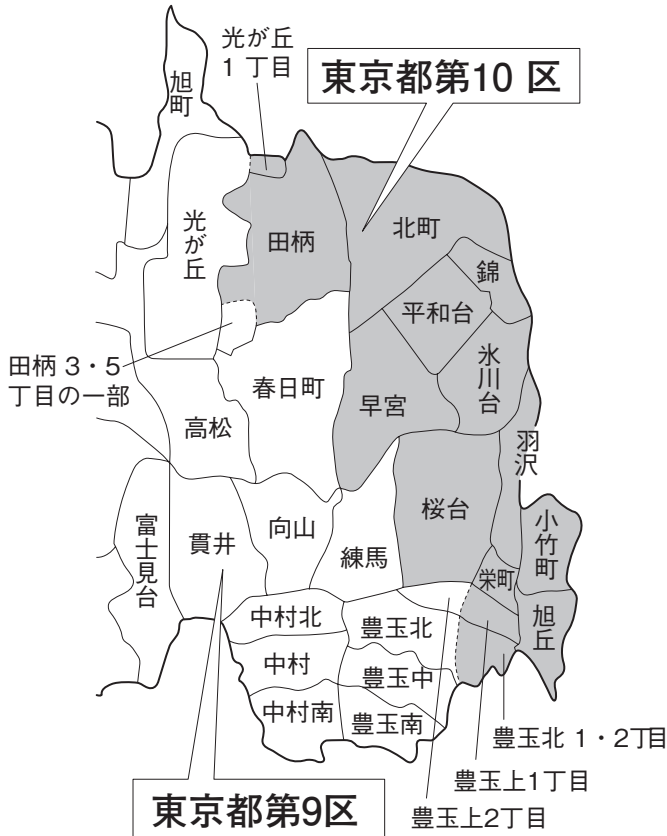 光が丘
1 丁目
東京都第10 区
旭町
光が丘
田柄
北町
錦
平和台
氷川台
田柄 3・5
丁目の一部
春日町
早宮
高松
羽沢
桜台
小竹町
富士見台
貫井
向山
練馬
栄町
旭丘
中村北
豊玉北
中村
豊玉中
中村南
豊玉南
豊玉北 1・2丁目
豊玉上1丁目
豊玉上2丁目
東京都第9区